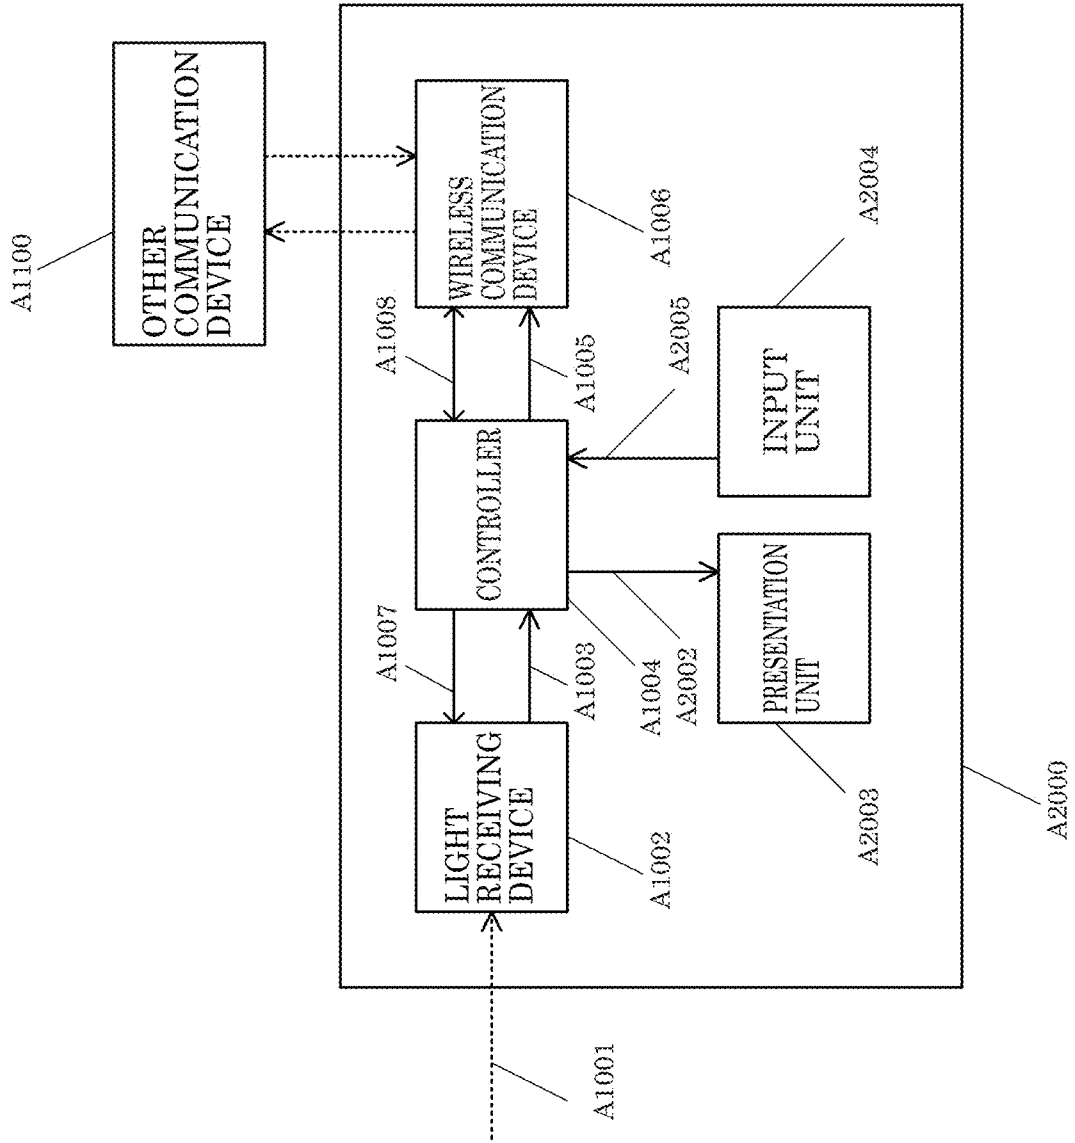 A1100
OTHER
COMMUNICATION
DEVICE
A1007
A1008
LIGHT
RECEIVING
DEVICE
CONTROLLER
WIRELESS
COMMUNICATION
DEVICE
A1001
A1003
A1005
A1002
A1004
A1006
A2002
A2005
PRESENTATION
UNIT
INPUT
UNIT
A2003
A2004
A2000